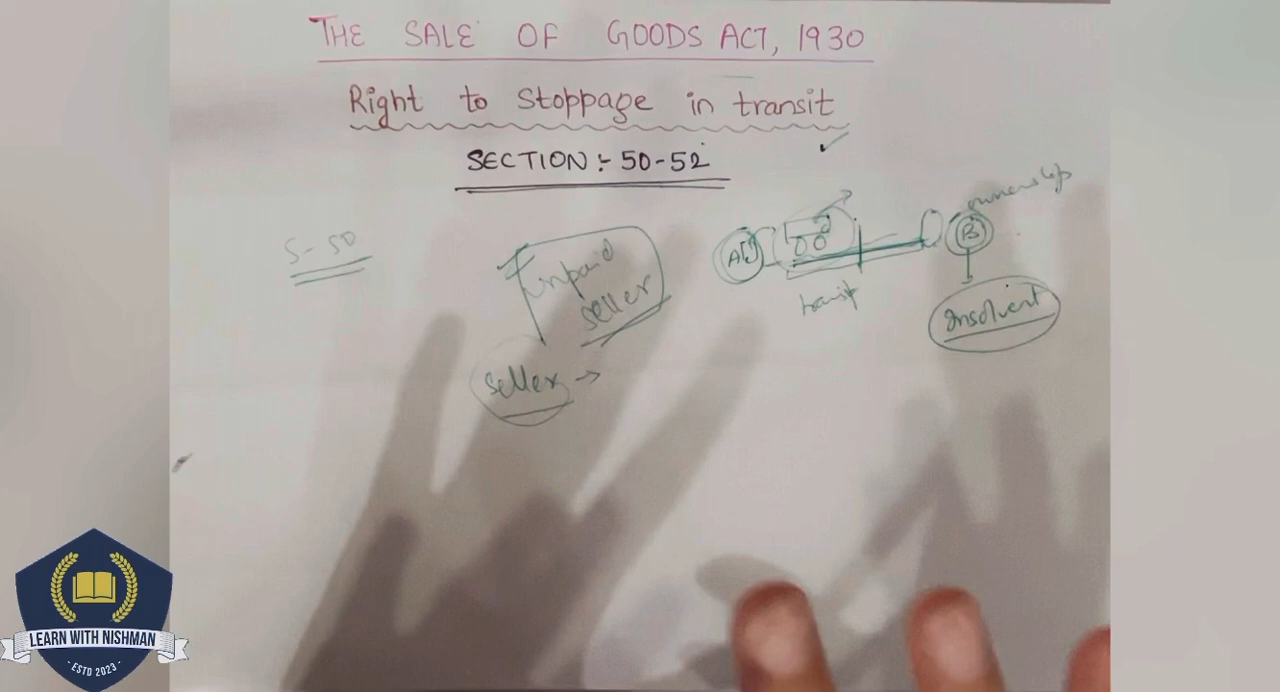 THE SALE OF GOODS ACT, 1930
Right to Stoppage in transit
SECTION :- 50-52
S-50
Unpaid
seller
seller →
A
transit
B
ownership
Insolvent
LEARN WITH NISHMAN
- ESTD 2023 -